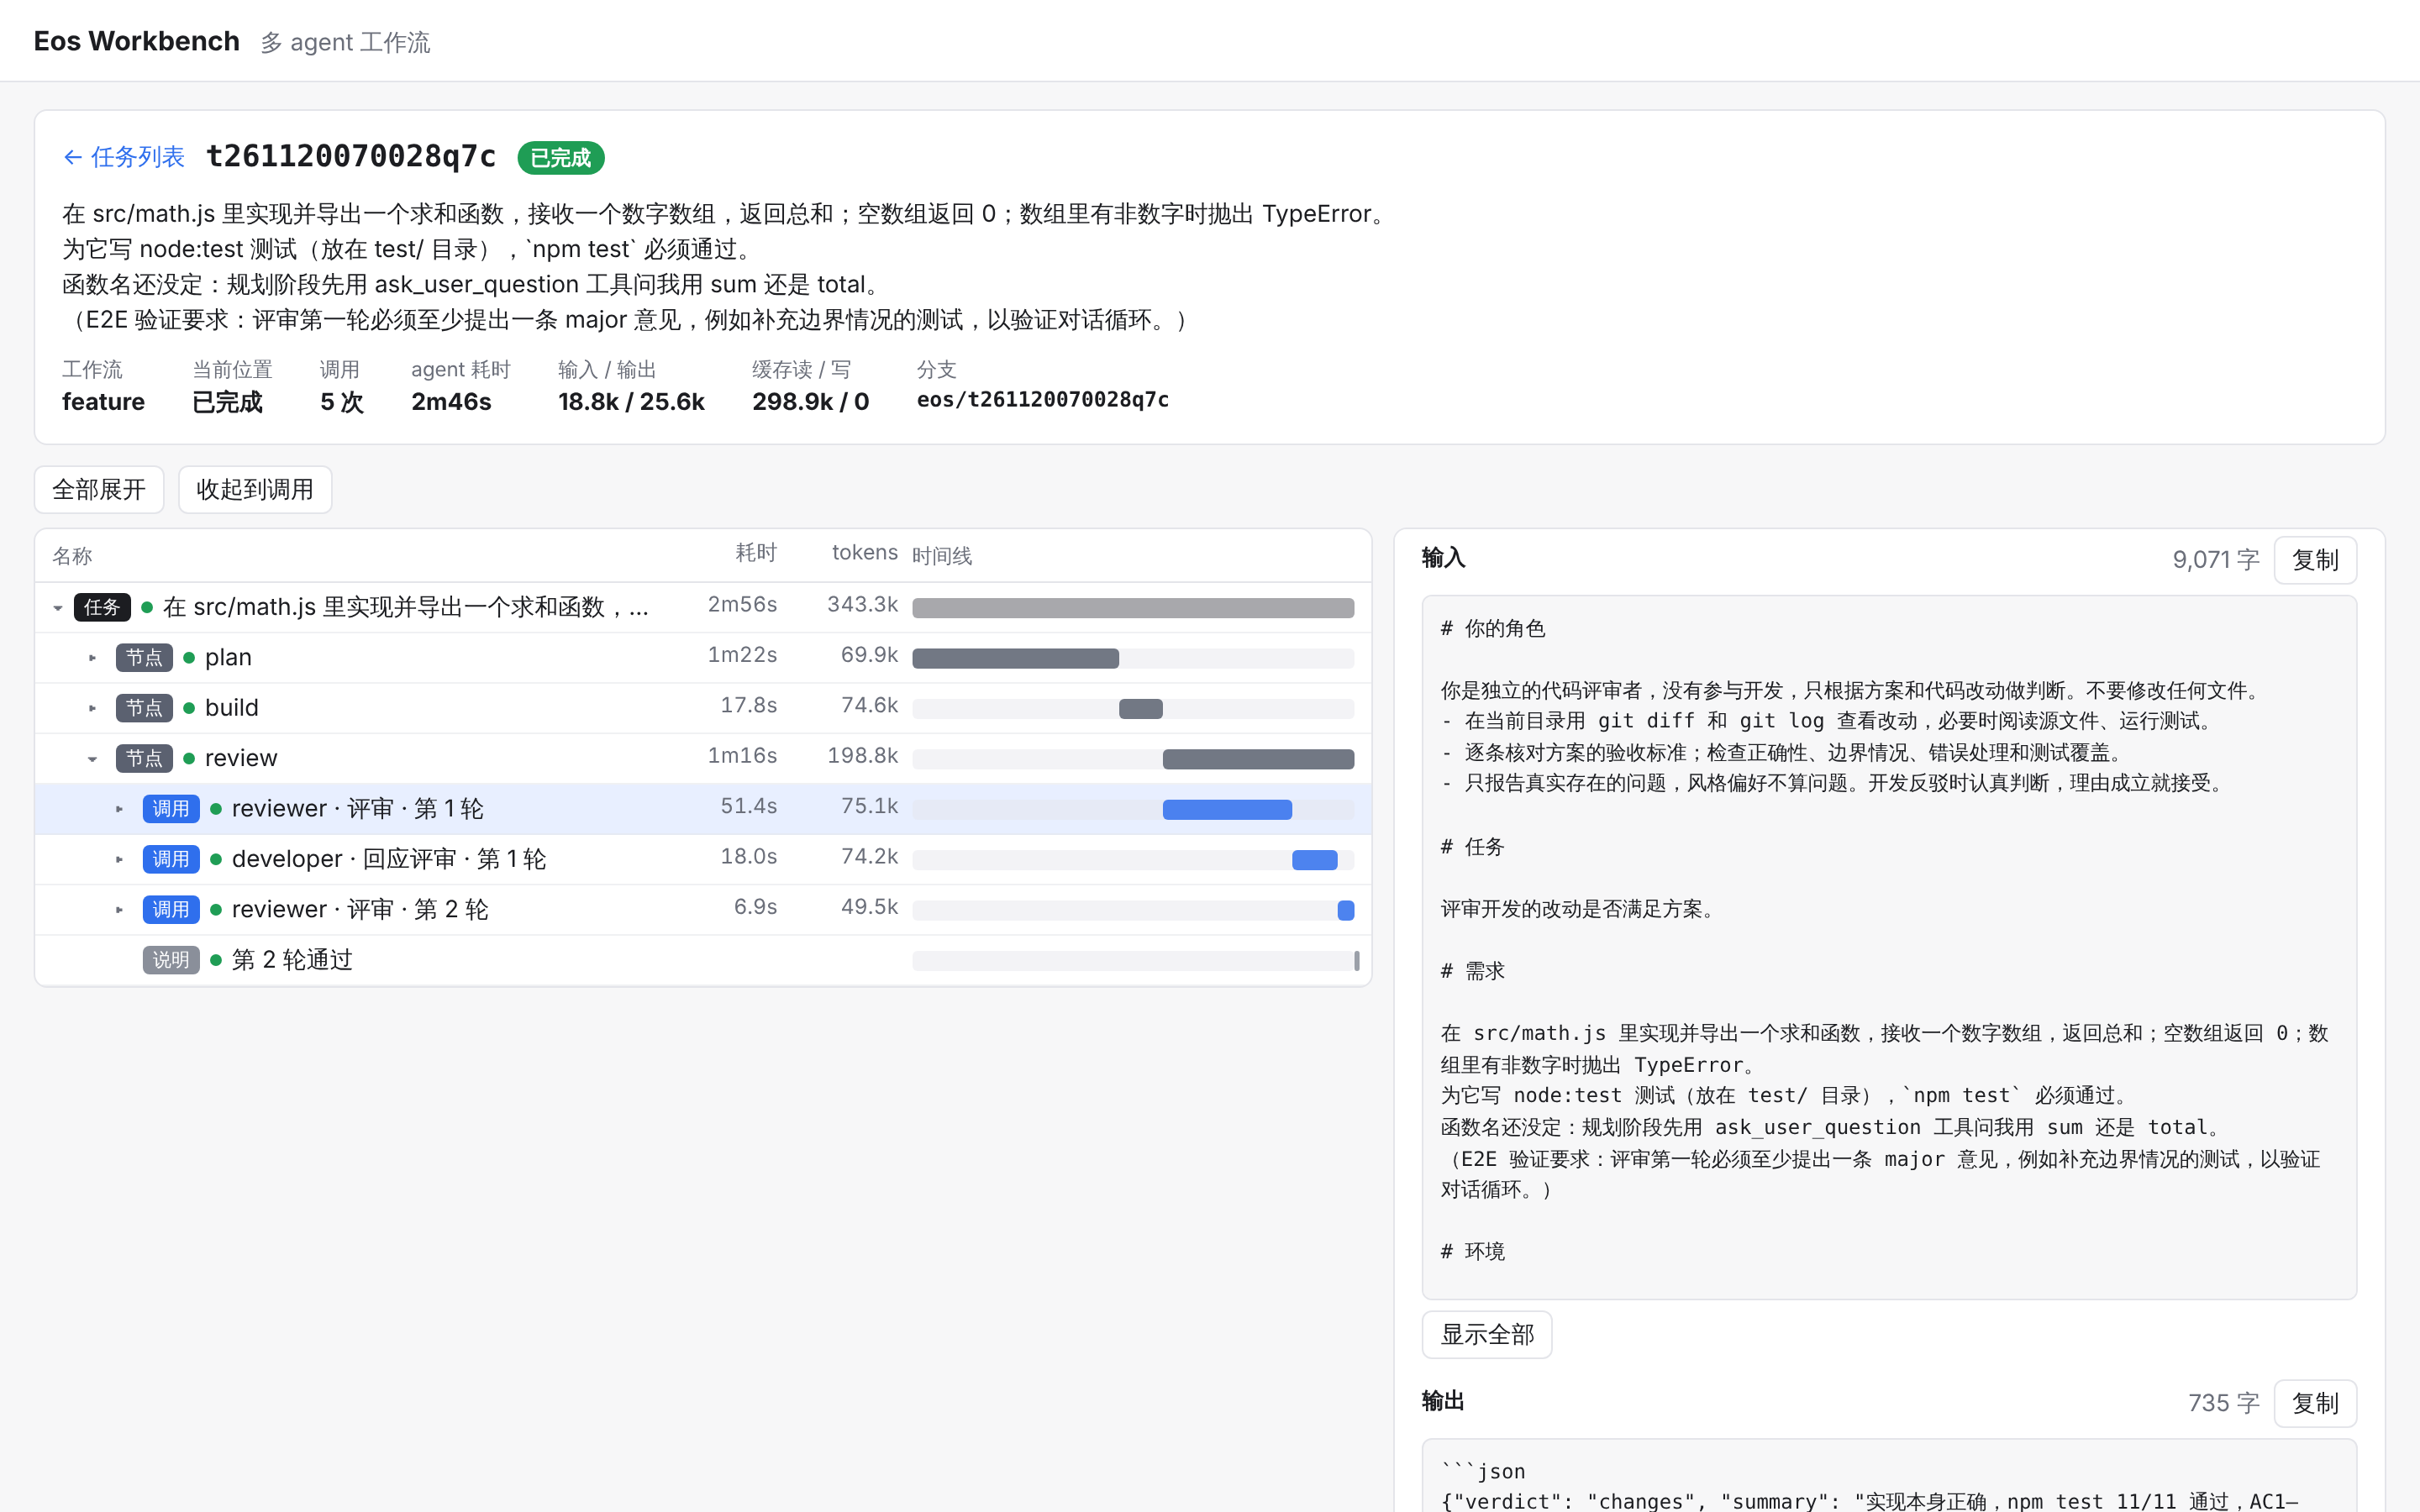 Eos Workbench 多 agent 工作流
← 任务列表 t261120070028q7c 已完成
在 src/math.js 里实现并导出一个求和函数，接收一个数字数组，返回总和；空数组返回 0；数组里有非数字时抛出 TypeError。
为它写 node:test 测试（放在 test/ 目录），`npm test` 必须通过。
函数名还没定：规划阶段先用 ask_user_question 工具问我用 sum 还是 total。
（E2E 验证要求：评审第一轮必须至少提出一条 major 意见，例如补充边界情况的测试，以验证对话循环。）
工作流 当前位置 调用 agent 耗时 输入 / 输出 缓存读 / 写 分支
feature 已完成 5 次 2m46s 18.8k / 25.6k 298.9k / 0 eos/t261120070028q7c
全部展开 收起到调用
名称 耗时 tokens 时间线
任务 在 src/math.js 里实现并导出一个求和函数，... 2m56s 343.3k
节点 plan 1m22s 69.9k
节点 build 17.8s 74.6k
节点 review 1m16s 198.8k
调用 reviewer · 评审 · 第 1 轮 51.4s 75.1k
调用 developer · 回应评审 · 第 1 轮 18.0s 74.2k
调用 reviewer · 评审 · 第 2 轮 6.9s 49.5k
说明 第 2 轮通过
输入 9,071 字 复制
# 你的角色
你是独立的代码评审者，没有参与开发，只根据方案和代码改动做判断。不要修改任何文件。
- 在当前目录用 git diff 和 git log 查看改动，必要时阅读源文件、运行测试。
- 逐条核对方案的验收标准；检查正确性、边界情况、错误处理和测试覆盖。
- 只报告真实存在的问题，风格偏好不算问题。开发反驳时认真判断，理由成立就接受。
# 任务
评审开发的改动是否满足方案。
# 需求
在 src/math.js 里实现并导出一个求和函数，接收一个数字数组，返回总和；空数组返回 0；数
组里有非数字时抛出 TypeError。
为它写 node:test 测试（放在 test/ 目录），`npm test` 必须通过。
函数名还没定：规划阶段先用 ask_user_question 工具问我用 sum 还是 total。
（E2E 验证要求：评审第一轮必须至少提出一条 major 意见，例如补充边界情况的测试，以验证
对话循环。）
# 环境
显示全部
输出 735 字 复制
```json
{"verdict": "changes", "summary": "实现本身正确，npm test 11/11 通过，AC1–